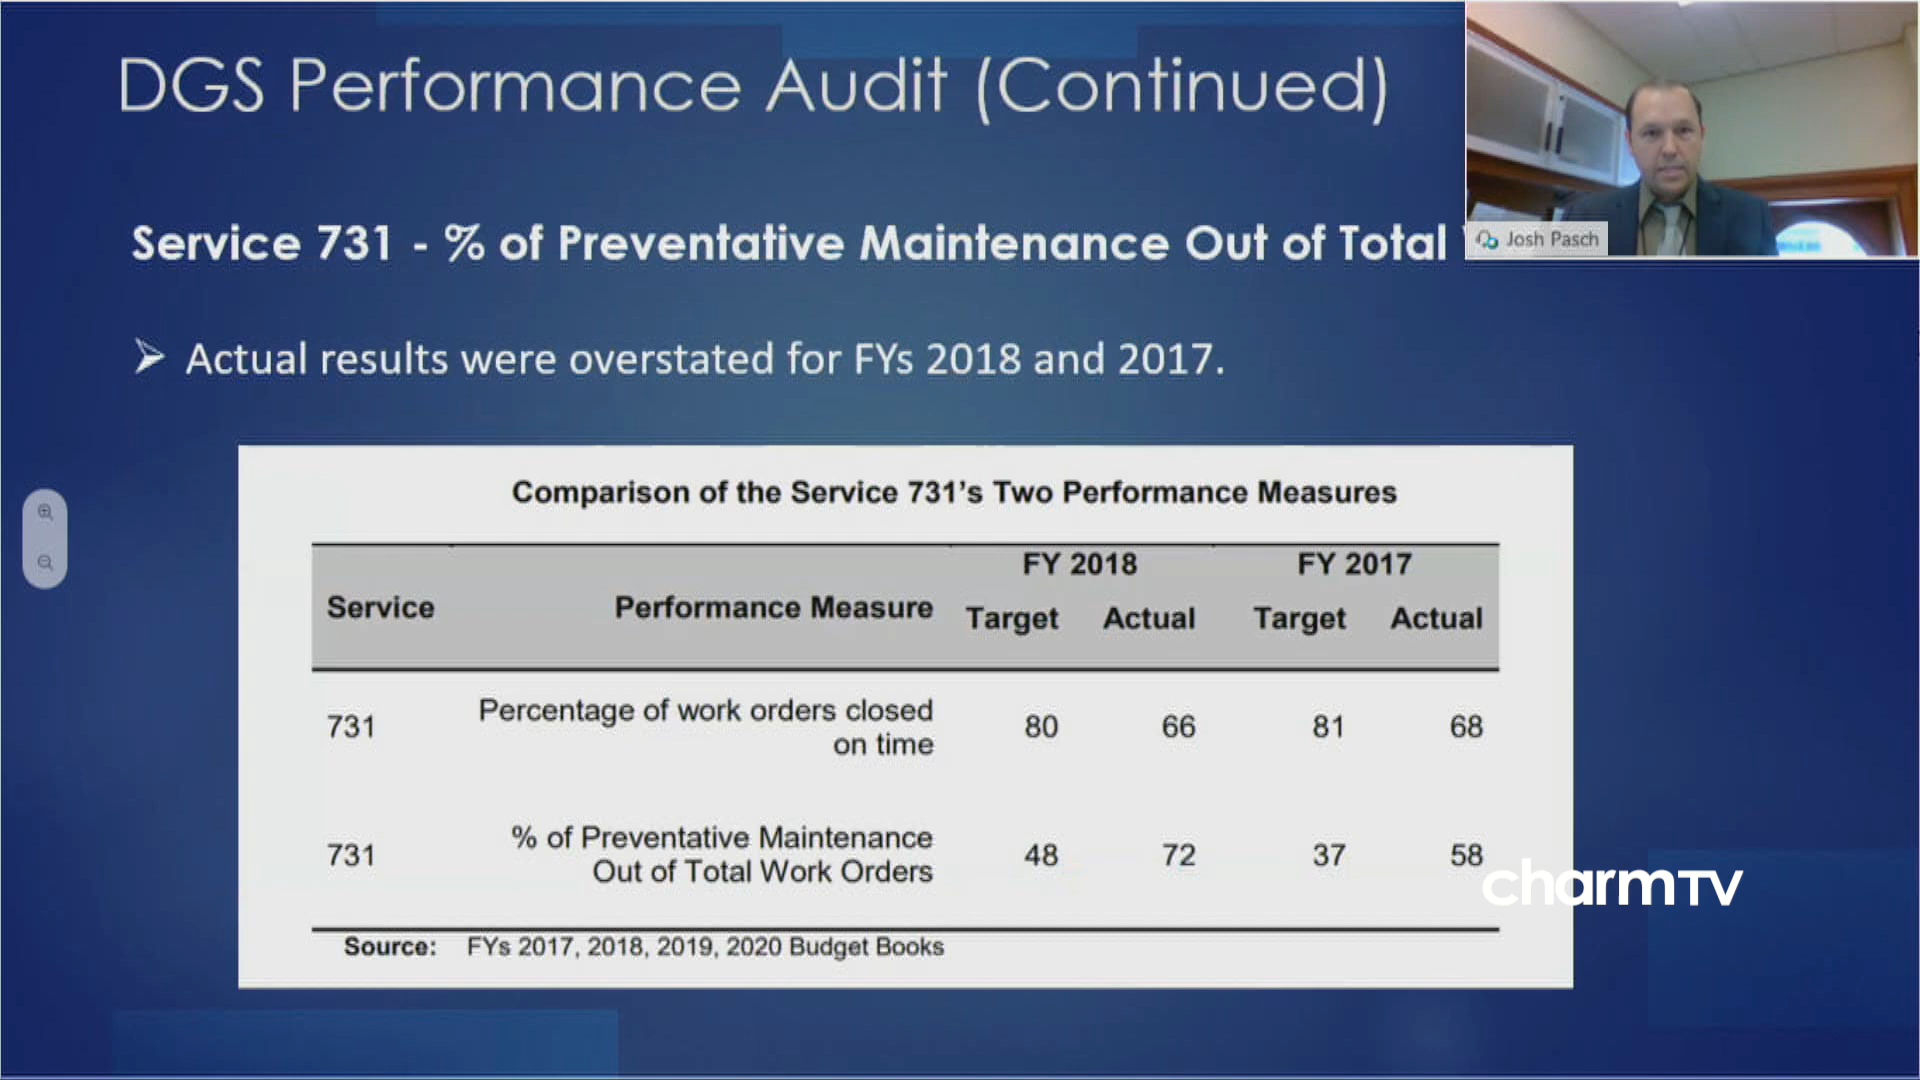 DGS Performance Audit (Continued)
Josh Pasch
Service 731 - % of Preventative Maintenance Out of Total
➢ Actual results were overstated for FYs 2018 and 2017.
Comparison of the Service 731's Two Performance Measures
FY 2018 FY 2017
Service Performance Measure Target Actual Target Actual
Percentage of work orders closed
731 80 66 81 68
on time
% of Preventative Maintenance
731 48 72 37 58
Out of Total Work Orders
charmTV
Source: FYs 2017, 2018, 2019, 2020 Budget Books